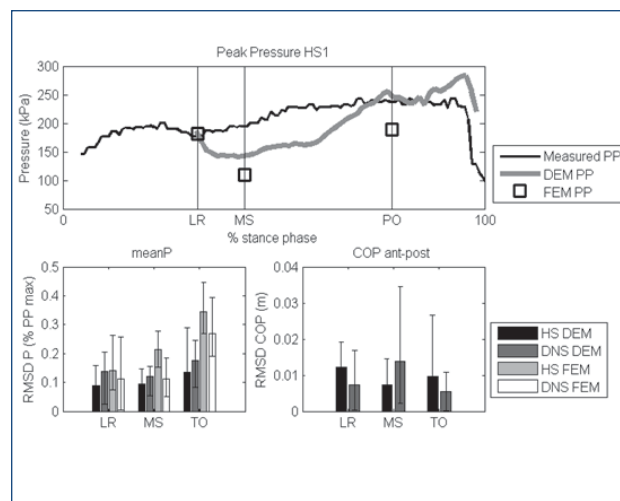 Peak Pressure HS1
Pressure (kPa)
300
250
200
150
100
50
0
LR
MS
PO
100
% stance phase
Measured PP
DEM PP
FEM PP
meanP
RMSD P (% PP max)
0.5
0.4
0.3
0.2
0.1
0
LR
MS
TO
COP ant-post
RMSD COP (m)
0.04
0.03
0.02
0.01
0
LR
MS
TO
HS DEM
DNS DEM
HS FEM
DNS FEM